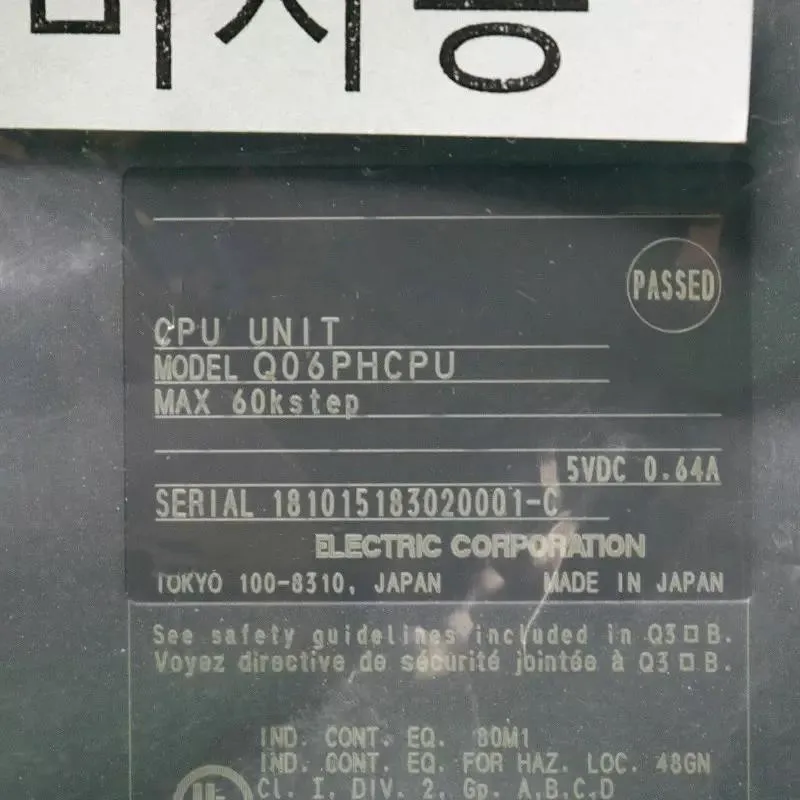 미사용
PASSED
CPU UNIT
MODEL Q06PHCPU
MAX 60kstep
5VDC 0.64A
SERIAL 181015183020001-C
ELECTRIC CORPORATION
TOKYO 100-8310, JAPAN MADE IN JAPAN
See safety guidelines included in Q3□B.
Voyez directive de sécurité jointée à Q3□B.
IND. CONT. EQ. 80M1
IND. CONT. EQ. FOR HAZ. LOC. 48GN
Cl. I, DIV. 2, Gp. A,B,C,D